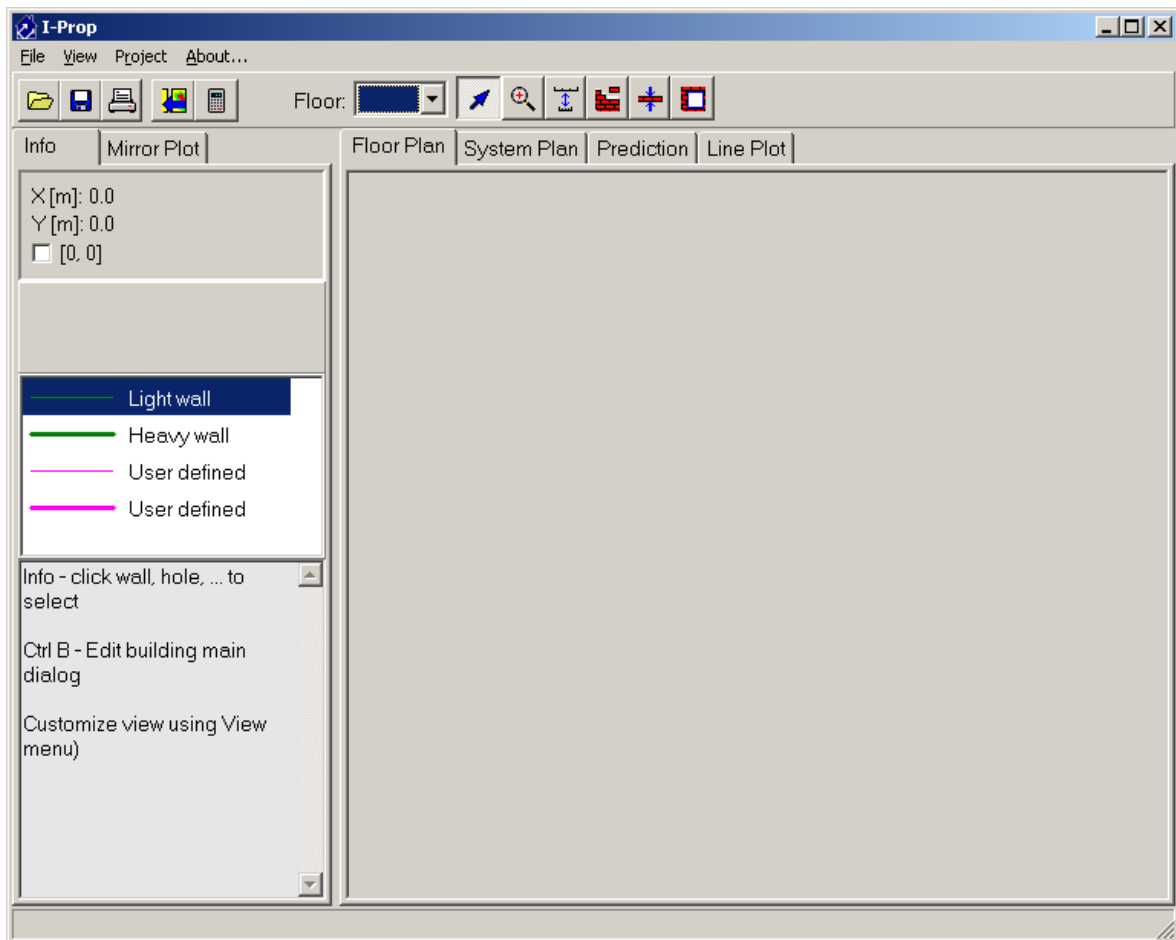 I-Prop
File View Project About...
Floor:
Info Mirror Plot
Floor Plan System Plan Prediction Line Plot
X [m]: 0.0
Y [m]: 0.0
[0, 0]
Light wall
Heavy wall
User defined
User defined
Info - click wall, hole, ... to
select
Ctrl B - Edit building main
dialog
Customize view using View
menu)